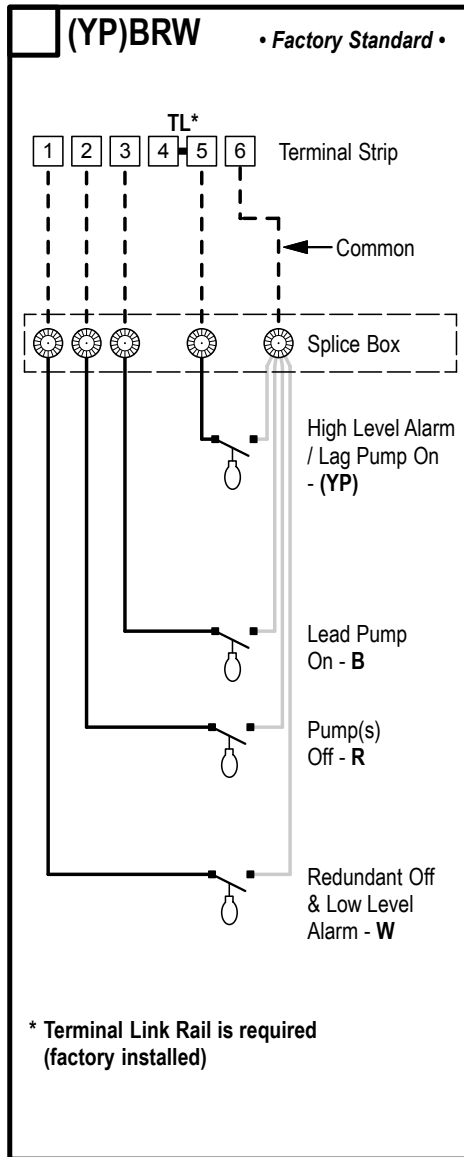 (YP)BRW • Factory Standard •
TL*
1 2 3 4 5 6 Terminal Strip
Common
Splice Box
High Level Alarm
/ Lag Pump On
- (YP)
Lead Pump
On - B
Pump(s)
Off - R
Redundant Off
& Low Level
Alarm - W
* Terminal Link Rail is required
(factory installed)